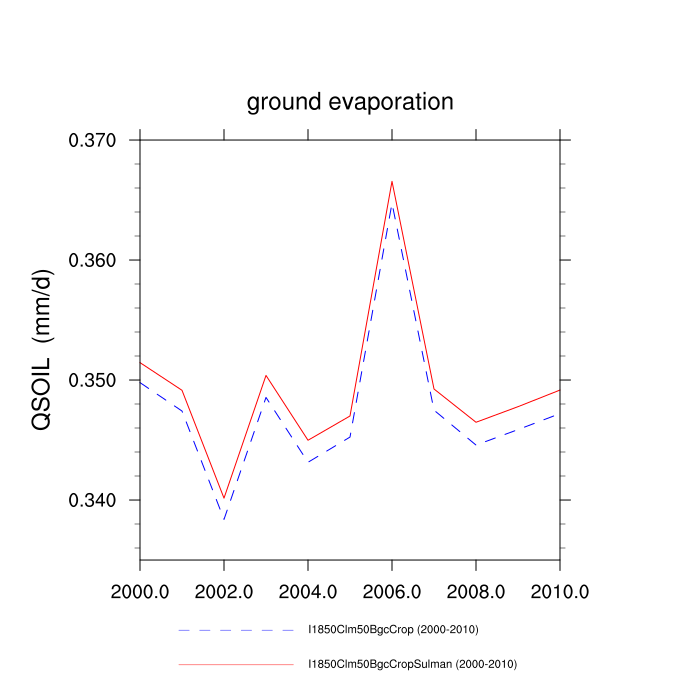 ground evaporation
0.370
0.360
0.350
0.340
QSOIL (mm/d)
2000.0 2002.0 2004.0 2006.0 2008.0 2010.0
I1850Clm50BgcCrop (2000-2010)
I1850Clm50BgcCropSulman (2000-2010)